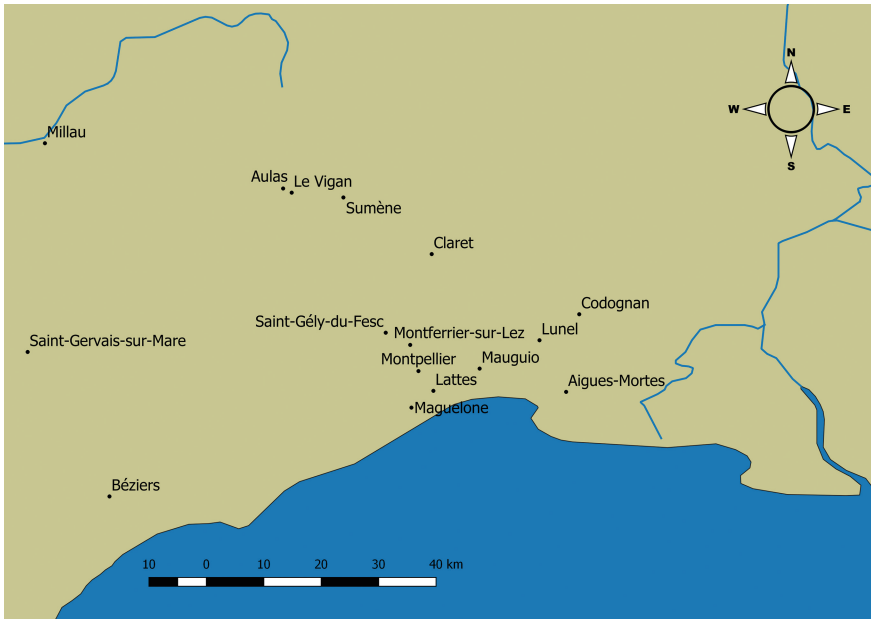 N
W E
S
Millau
Aulas
Le Vigan
Sumène
Claret
Codognan
Saint-Gély-du-Fesc
Montferrier-sur-Lez
Lunel
Saint-Gervais-sur-Mare
Montpellier
Mauguio
Lattes
Aigues-Mortes
Maguelone
Béziers
10 0 10 20 30 40 km